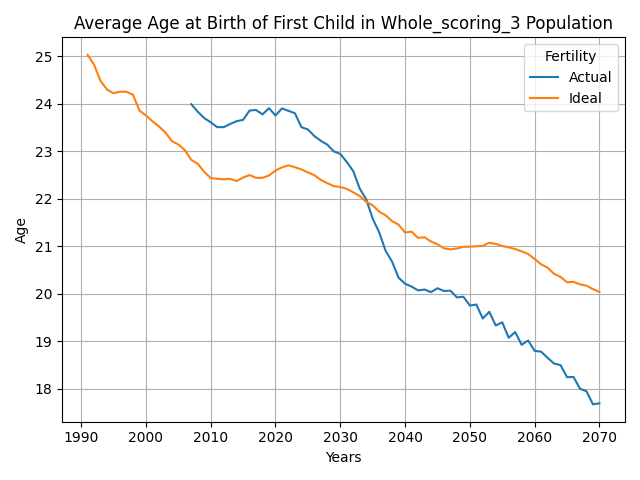 Average Age at Birth of First Child in Whole_scoring_3 Population
Fertility
Actual
Ideal
Age
25
24
23
22
21
20
19
18
1990 2000 2010 2020 2030 2040 2050 2060 2070
Years